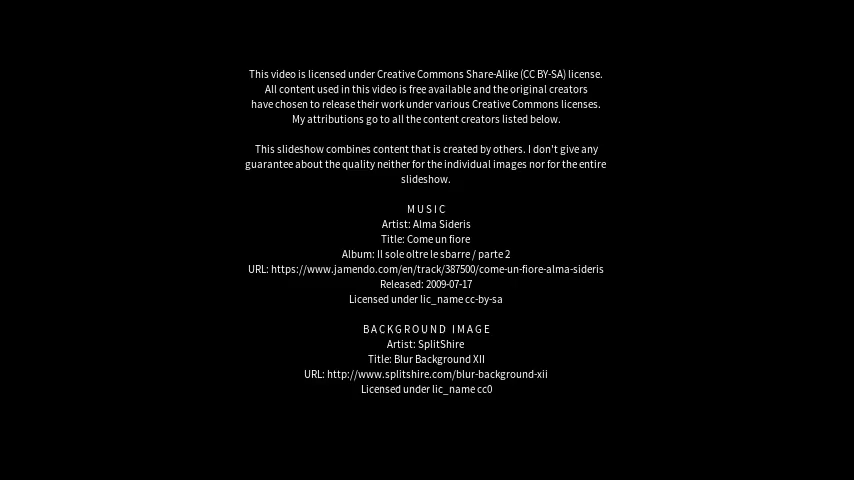 This video is licensed under Creative Commons Share-Alike (CC BY-SA) license.
All content used in this video is free available and the original creators
have chosen to release their work under various Creative Commons licenses.
My attributions go to all the content creators listed below.
This slideshow combines content that is created by others. I don't give any
guarantee about the quality neither for the individual images nor for the entire
slideshow.
MUSIC
Artist: Alma Sideris
Title: Come un fiore
Album: Il sole oltre le sbarre / parte 2
URL: https://www.jamendo.com/en/track/387500/come-un-fiore-alma-sideris
Released: 2009-07-17
Licensed under lic_name cc-by-sa
BACKGROUND IMAGE
Artist: SplitShire
Title: Blur Background XII
URL: http://www.splitshire.com/blur-background-xii
Licensed under lic_name cc0